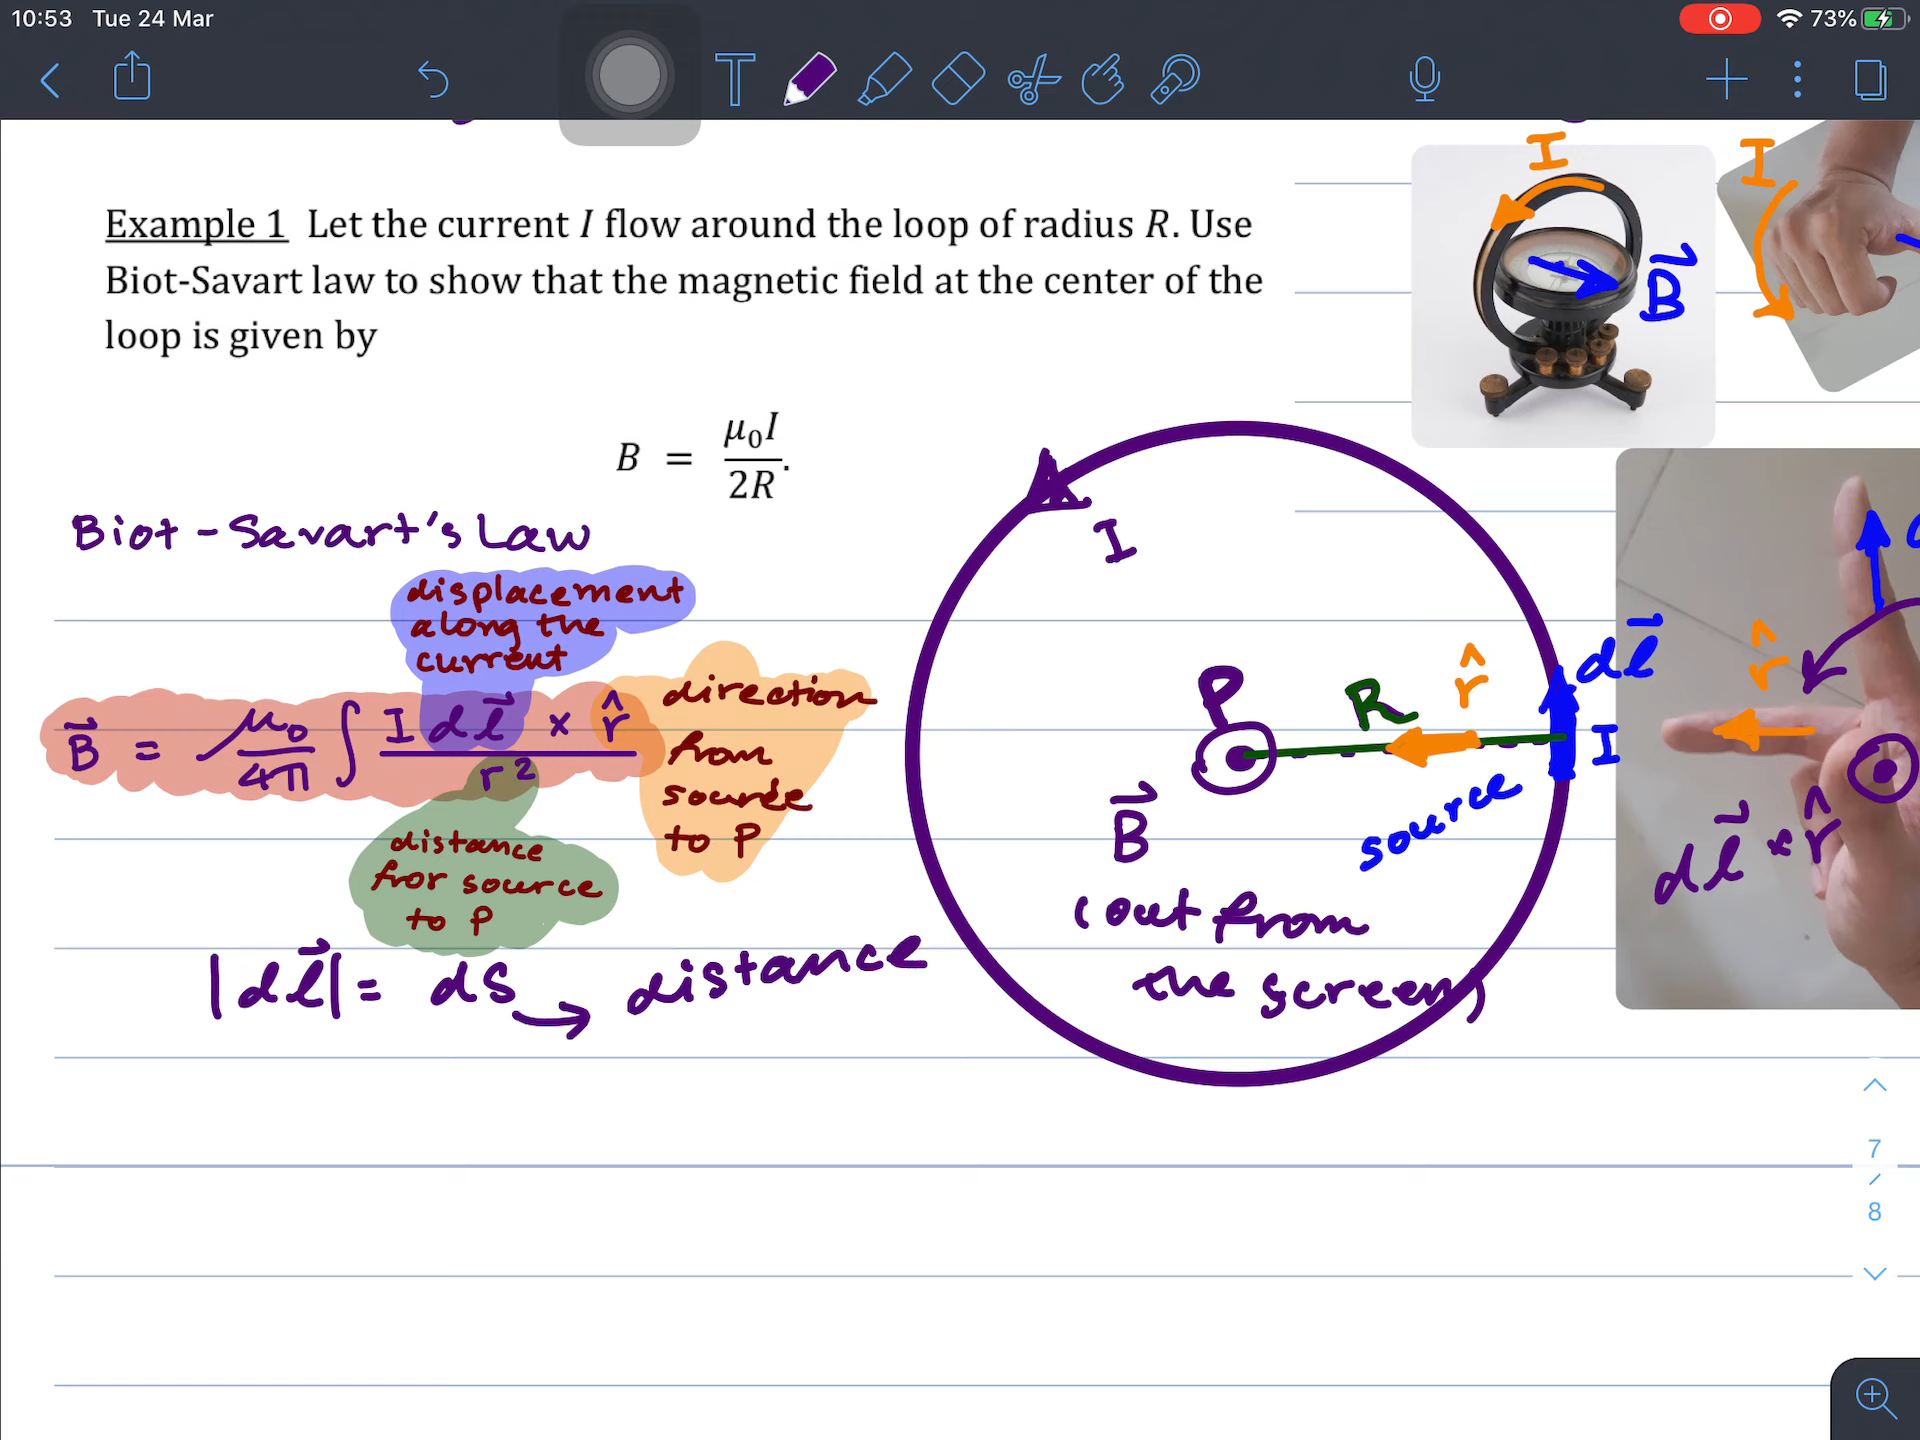 10:53 Tue 24 Mar
73%
Example 1 Let the current I flow around the loop of radius R. Use
Biot-Savart law to show that the magnetic field at the center of the
loop is given by
B = μ₀I / 2R.
Biot-Savart's Law
displacement
along the
current
B⃗ = μ₀/4π ∫ I dl⃗ × r̂ / r²
direction
from
source
to P
distance
fror source
to P
|dl⃗| = ds → distance
I
B⃗
I
I
P
R
r̂
dl⃗
I
source
B⃗
(out from
the screen)
r̂
dl⃗ × r̂
7
/
8